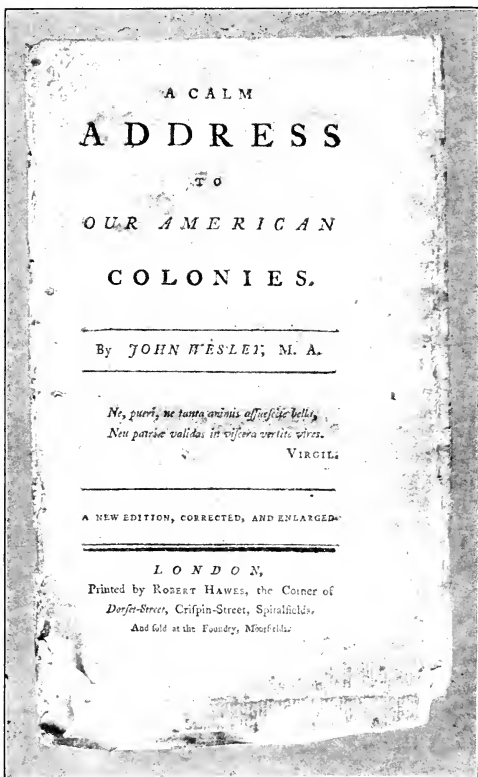 A CALM
ADDRESS
TO
OUR AMERICAN
COLONIES.
By JOHN WESLEY, M. A.
Ne, pueri, ne tanta animis aſſueſcite bella,
Neu patriæ validas in viſcera vertite vires.
VIRGIL.
A NEW EDITION, CORRECTED, AND ENLARGED.
LONDON,
Printed by ROBERT HAWES, the Corner of
Dorſet-Street, Criſpin-Street, Spitalfields.
And ſold at the Foundry, Moorfields.